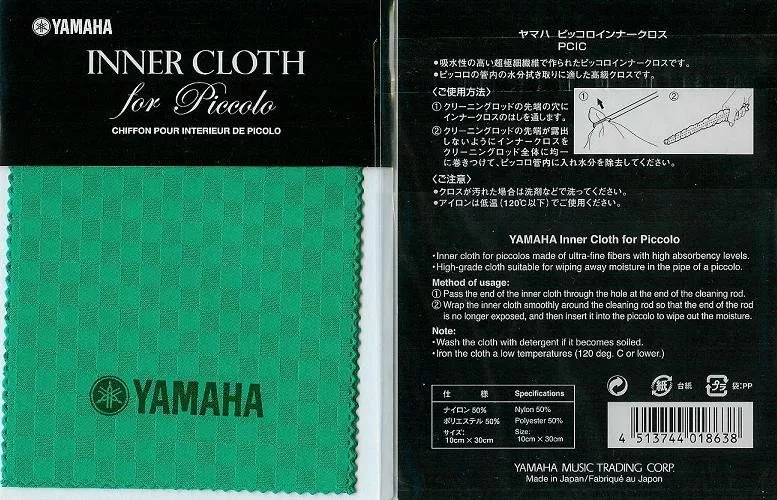 YAMAHA
INNER CLOTH
for Piccolo
CHIFFON POUR INTERIEUR DE PICOLO
YAMAHA
ヤマハ ピッコロインナークロス
PCIC
•吸水性の高い超極細繊維で作られたピッコロインナークロスです。
•ピッコロの管内の水分拭き取りに適した高級クロスです。
〈ご使用方法〉
①クリーニングロッドの先端の穴に
インナークロスのはしを通します。
②クリーニングロッドの先端が露出
しないようにインナークロスを
クリーニングロッド全体に均一
に巻きつけて、ピッコロ管内に入れ水分を除去してください。
① ②
〈ご注意〉
•クロスが汚れた場合は洗剤などで洗ってください。
•アイロンは低温(120℃以下)でご使用ください。
YAMAHA Inner Cloth for Piccolo
•Inner cloth for piccolos made of ultra-fine fibers with high absorbency levels.
•High-grade cloth suitable for wiping away moisture in the pipe of a piccolo.
Method of usage:
① Pass the end of the inner cloth through the hole at the end of the cleaning rod.
② Wrap the inner cloth smoothly around the cleaning rod so that the end of the rod
is no longer exposed, and then insert it into the piccolo to wipe out the moisture.
Note:
•Wash the cloth with detergent if it becomes soiled.
•Iron the cloth a low temperatures (120 deg. C or lower.)
仕 様 Specifications
ナイロン 50% Nylon 50%
ポリエステル 50% Polyester 50%
サイズ: Size:
10cm×30cm 10cm×30cm
紙 台紙 プラ 袋:PP
4 513744 018638
YAMAHA MUSIC TRADING CORP.
Made in Japan/Fabriqué au Japon